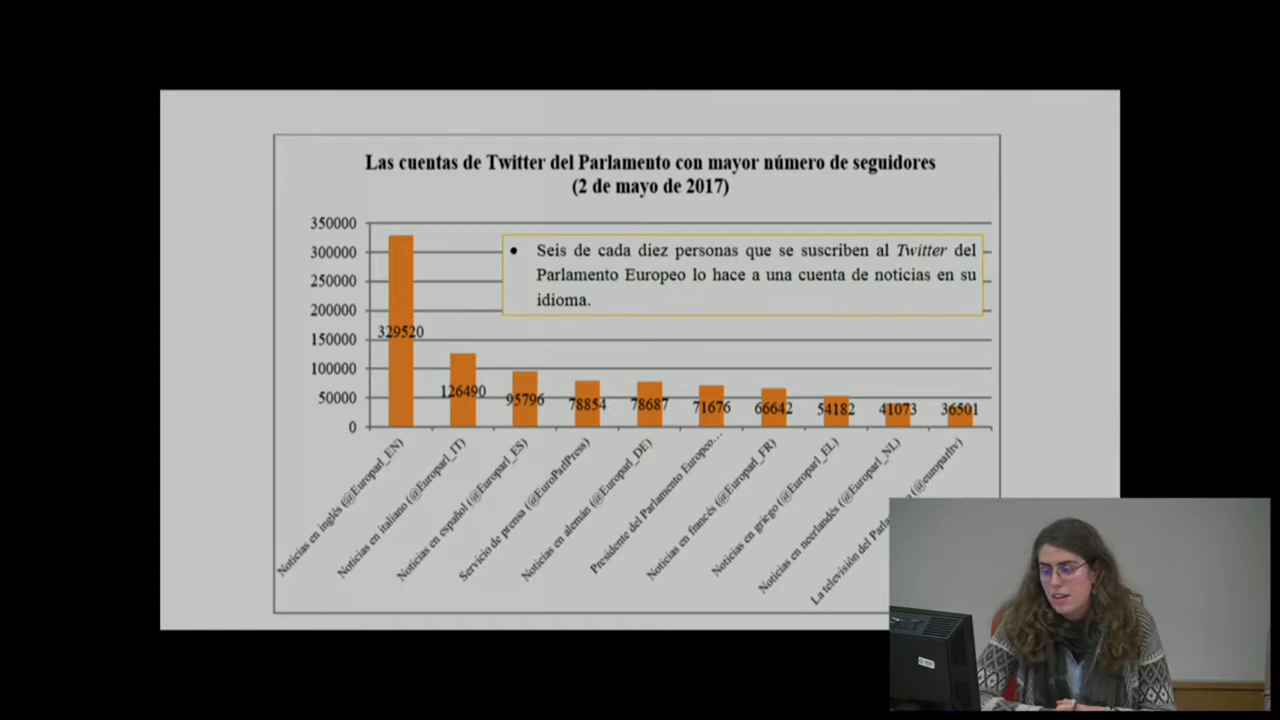 Las cuentas de Twitter del Parlamento con mayor número de seguidores
(2 de mayo de 2017)
350000
300000
250000
200000
150000
100000
50000
0
• Seis de cada diez personas que se suscriben al Twitter del
Parlamento Europeo lo hace a una cuenta de noticias en su
idioma.
329520
126490
95796
78854
78687
71676
66642
54182
41073
36501
Noticias en inglés (@Europarl_EN)
Noticias en italiano (@Europarl_IT)
Noticias en español (@Europarl_ES)
Servicio de prensa (@EuroParlPress)
Noticias en alemán (@Europarl_DE)
Presidente del Parlamento Europeo...
Noticias en francés (@Europarl_FR)
Noticias en griego (@Europarl_EL)
Noticias en neerlandés (@Europarl_NL)
La televisión del (@europarltv)